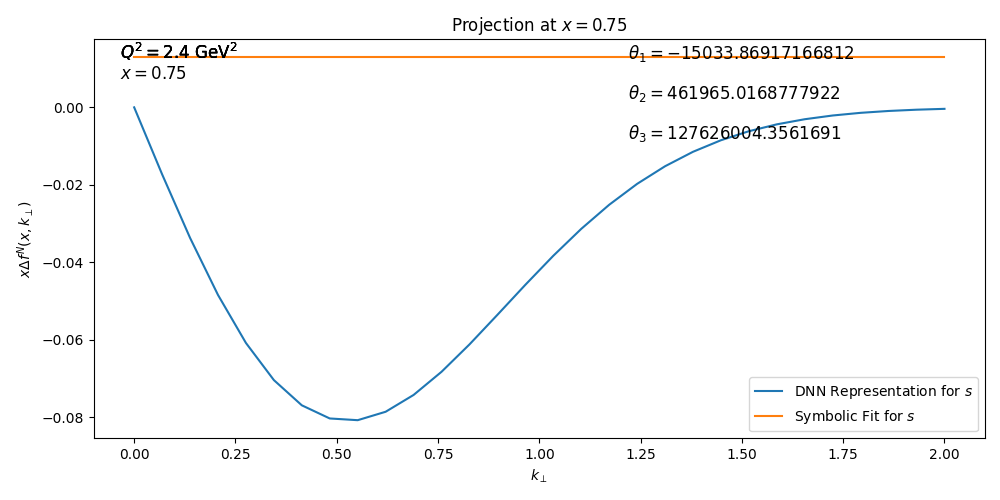 Projection at x = 0.75
Q² = 2.4 GeV²
x = 0.75
θ₁ = −15033.86917166812
θ₂ = 461965.0168777922
θ₃ = 127626004.3561691
xΔfᴺ(x, k⊥)
0.00
−0.02
−0.04
−0.06
−0.08
DNN Representation for s
Symbolic Fit for s
0.00 0.25 0.50 0.75 1.00 1.25 1.50 1.75 2.00
k⊥